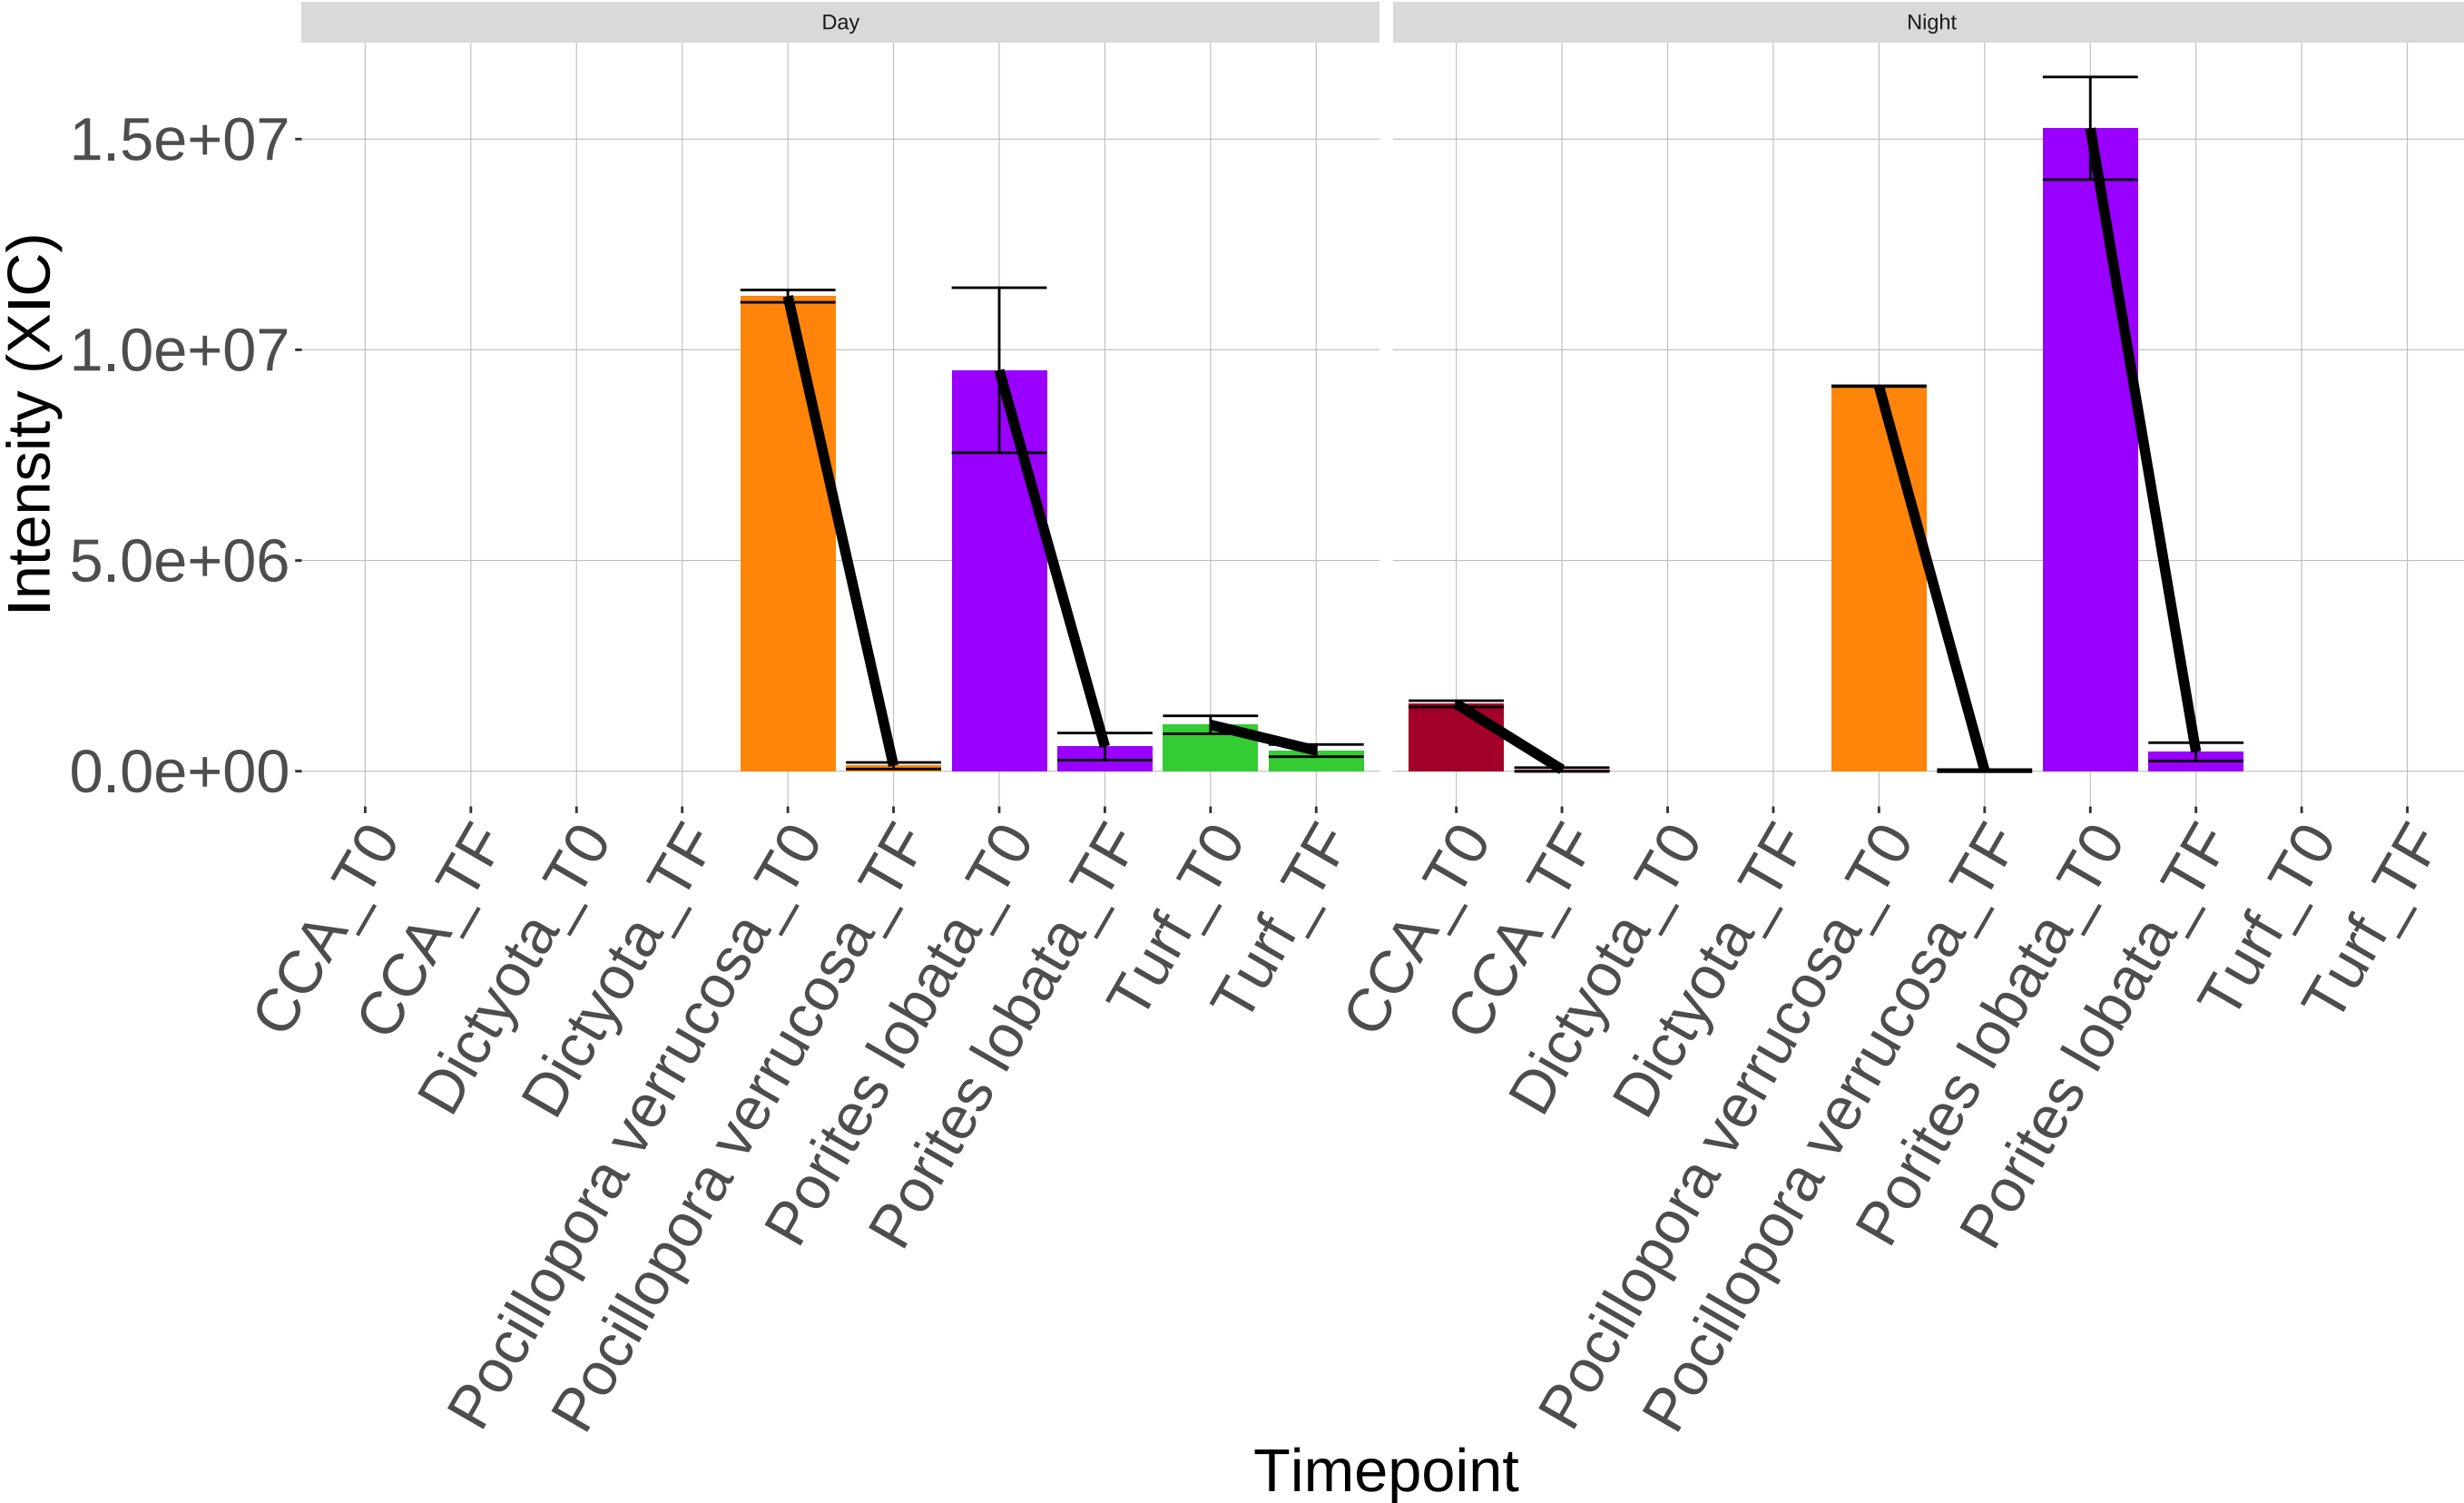 Day
Night
Intensity (XIC)
1.5e+07
1.0e+07
5.0e+06
0.0e+00
CCA_T0
CCA_TF
Dictyota_T0
Dictyota_TF
Pocillopora verrucosa_T0
Pocillopora verrucosa_TF
Porites lobata_T0
Porites lobata_TF
Turf_T0
Turf_TF
CCA_T0
CCA_TF
Dictyota_T0
Dictyota_TF
Pocillopora verrucosa_T0
Pocillopora verrucosa_TF
Porites lobata_T0
Porites lobata_TF
Turf_T0
Turf_TF
Timepoint